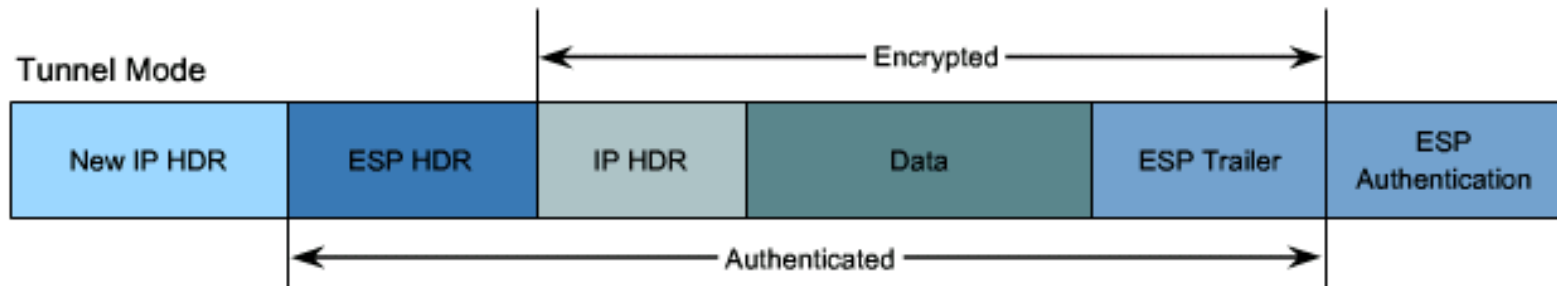 Encrypted
Tunnel Mode
New IP HDR
ESP HDR
IP HDR
Data
ESP Trailer
ESP
Authentication
Authenticated